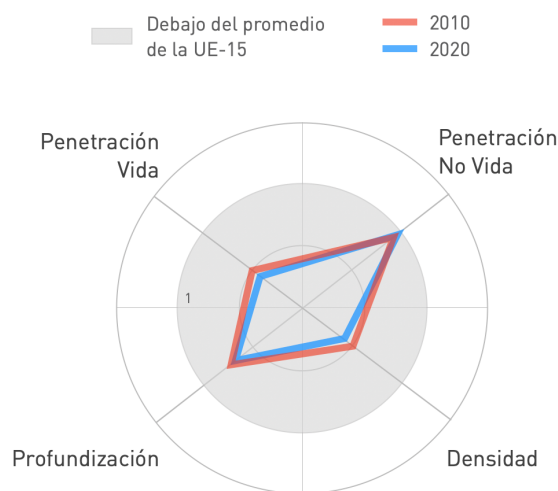 Debajo del promedio
de la UE-15
2010
2020
Penetración
Vida
Penetración
No Vida
1
Profundización
Densidad